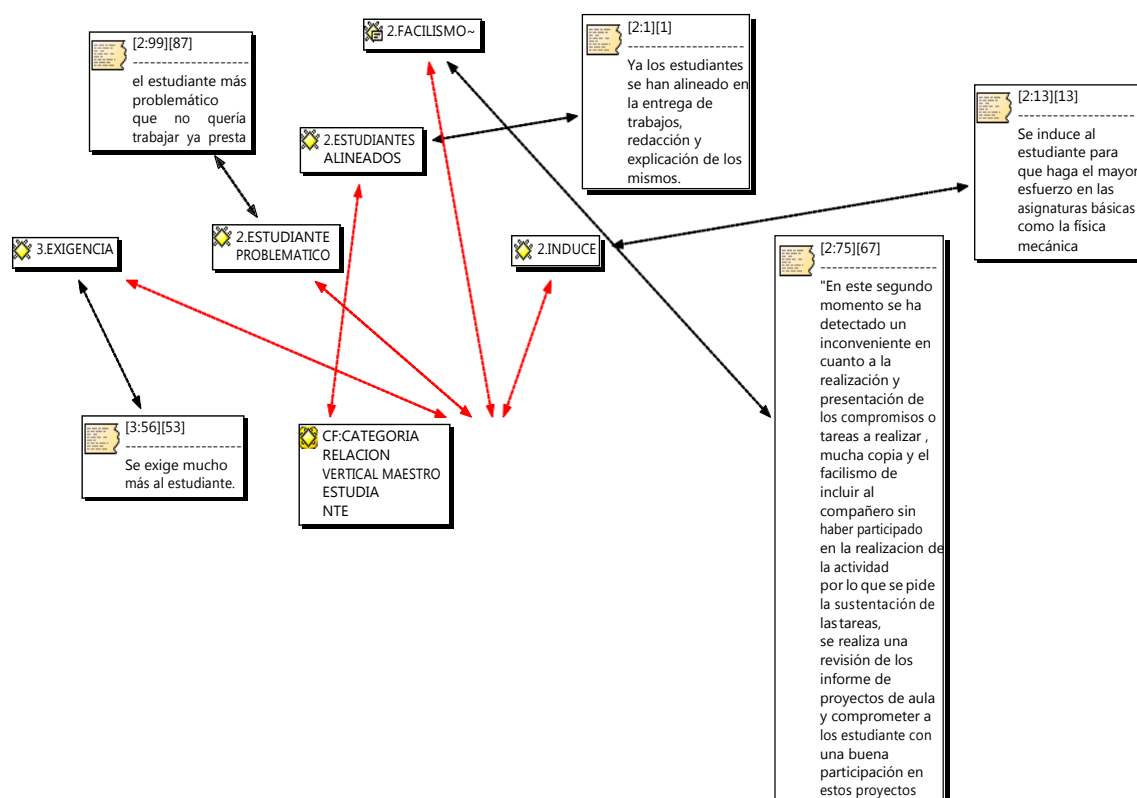 2.FACILISMO~
[2:1][1]
Ya los estudiantes
se han alineado en
la entrega de
trabajos,
redacción y
explicación de los
mismos.
[2:99][87]
el estudiante más
problemático
que no quería
trabajar ya presta
[2:13][13]
Se induce al
estudiante para
que haga el mayor
esfuerzo en las
asignaturas básicas
como la física
mecánica
2.ESTUDIANTES
ALINEADOS
3.EXIGENCIA
2.ESTUDIANTE
PROBLEMATICO
2.INDUCE
[2:75][67]
"En este segundo
momento se ha
detectado un
inconveniente en
cuanto a la
realización y
presentación de
los compromisos o
tareas a realizar ,
mucha copia y el
facilismo de
incluir al
compañero sin
haber participado
en la realizacion de
la actividad
por lo que se pide
la sustentación de
las tareas,
se realiza una
revisión de los
informe de
proyectos de aula
y comprometer a
los estudiante con
una buena
participación en
estos proyectos
[3:56][53]
Se exige mucho
más al estudiante.
CF:CATEGORIA
RELACION
VERTICAL MAESTRO
ESTUDIA
NTE